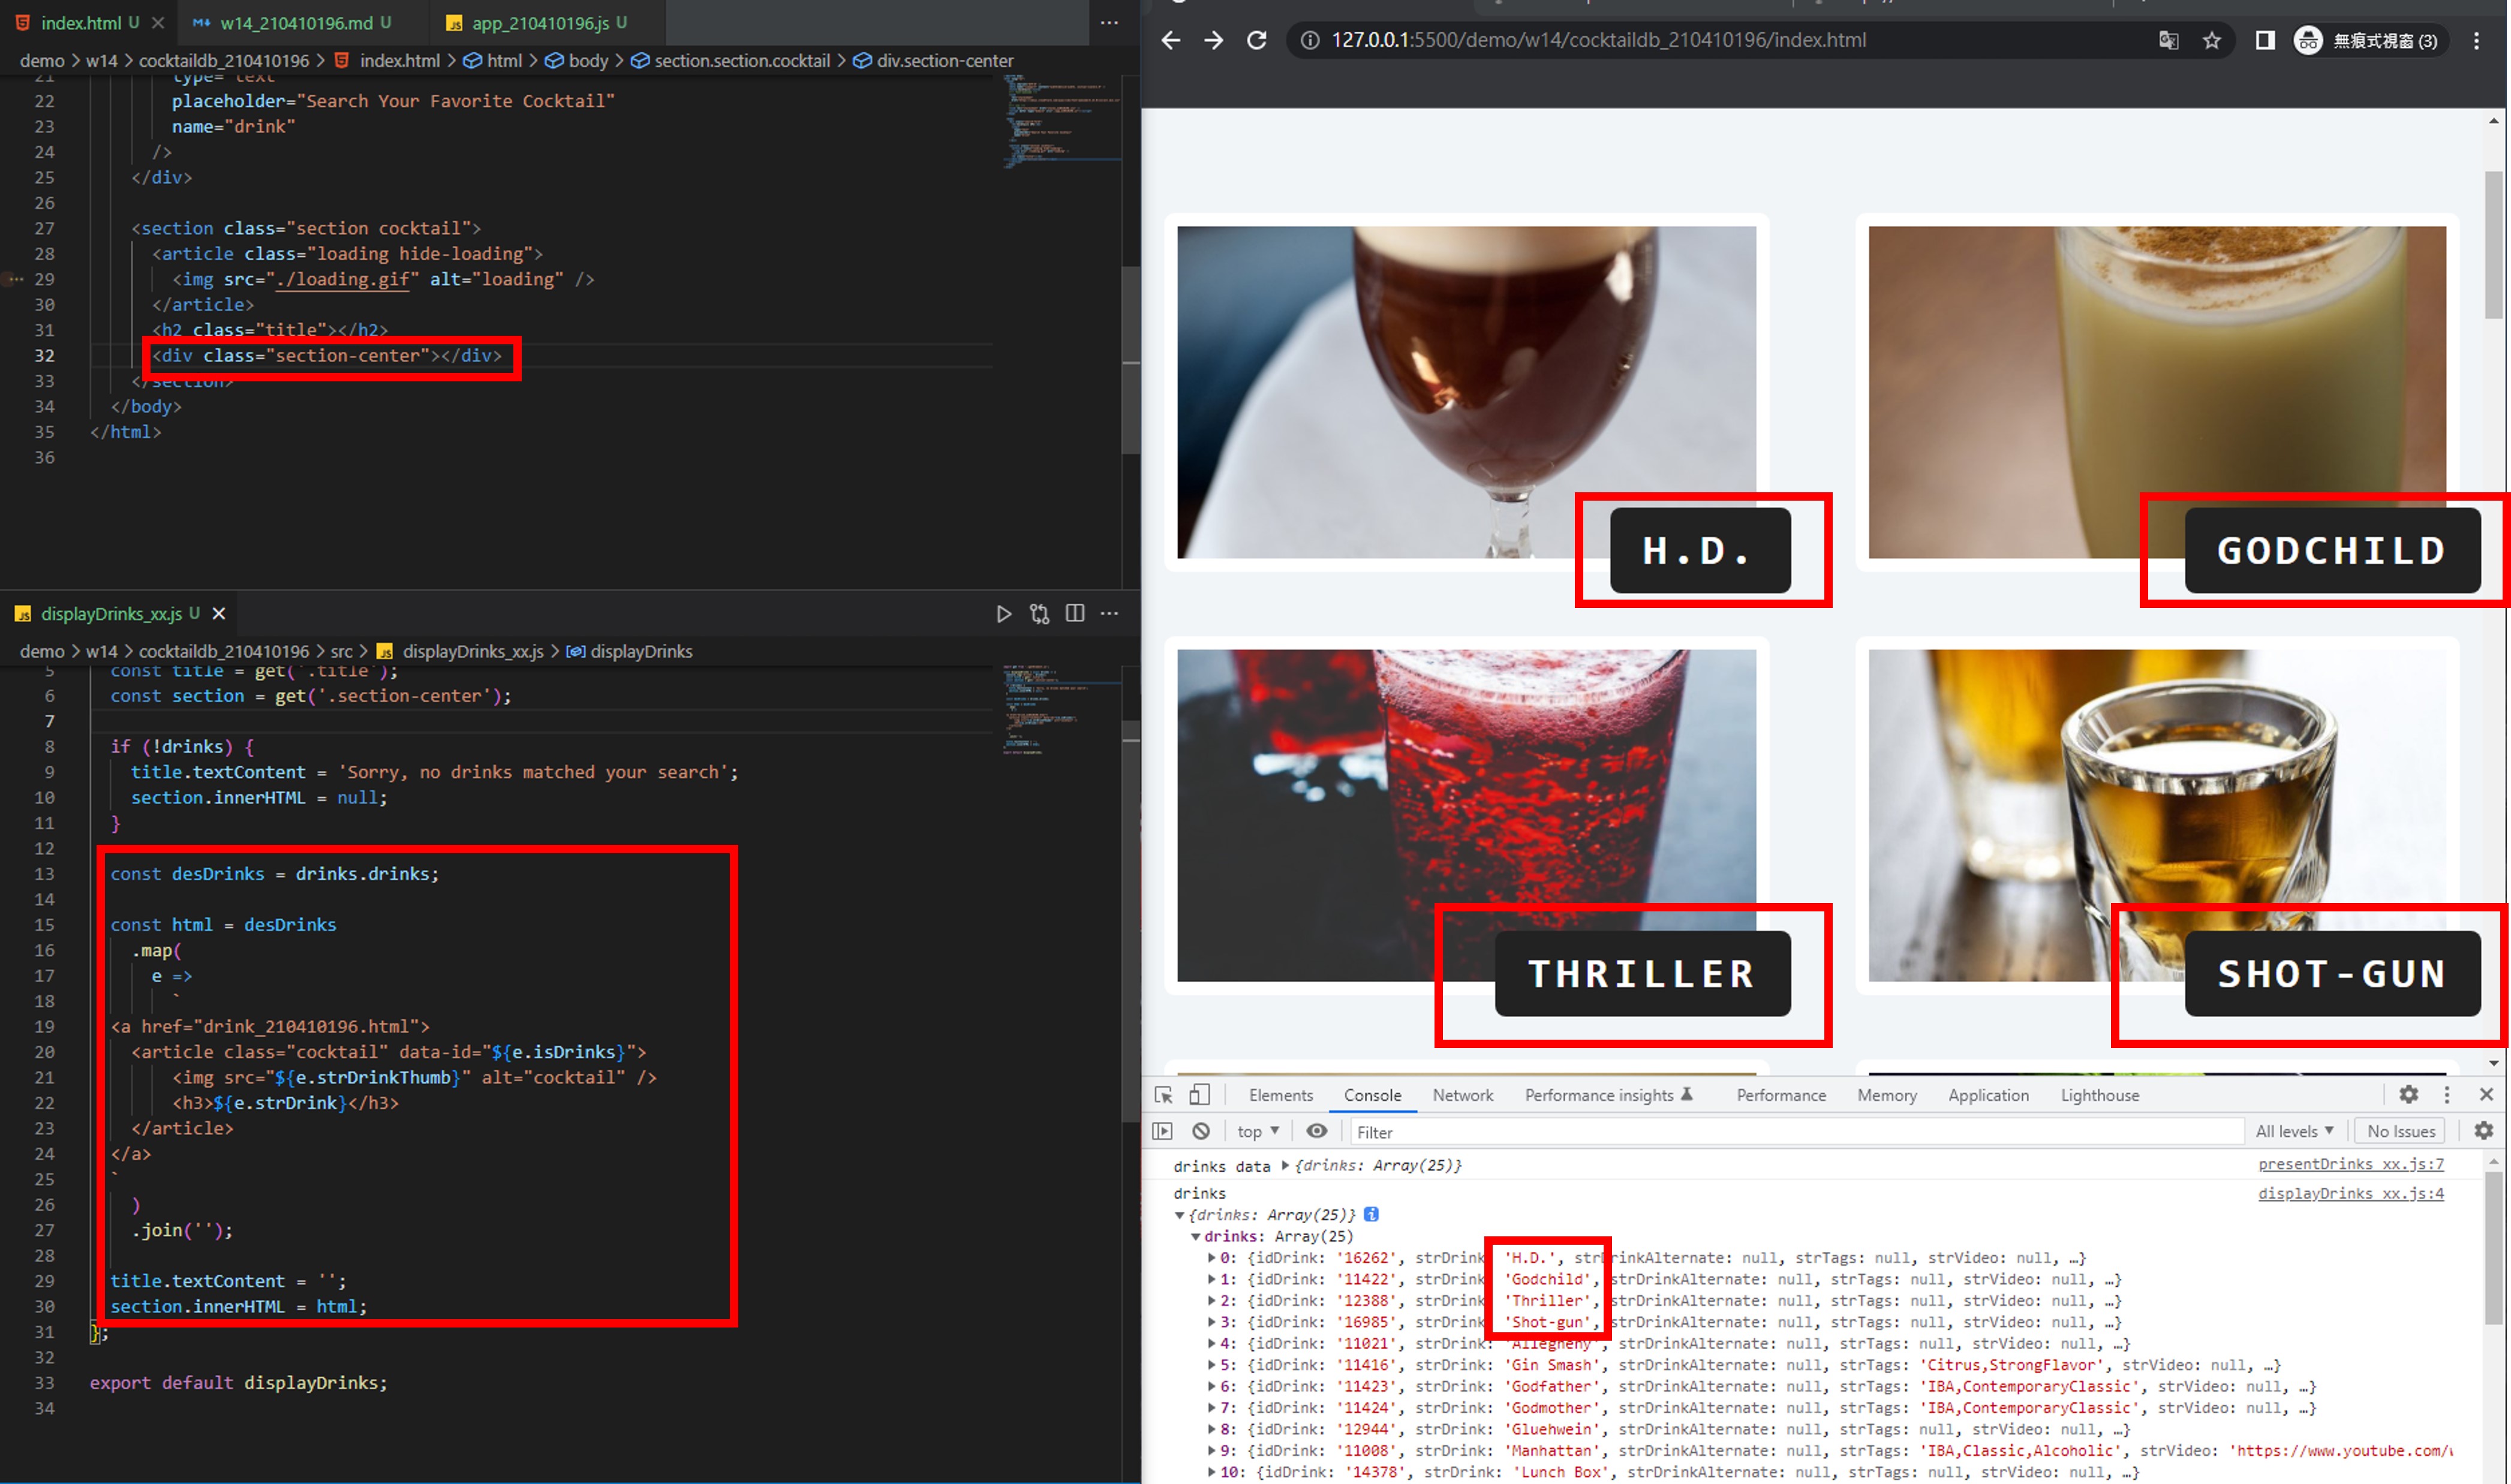 index.html U
w14_210410196.md U
app_210410196.js U
demo > w14 > cocktaildb_210410196 > index.html > html > body > section.section.cocktail > div.section-center
21 type="text"
22 placeholder="Search Your Favorite Cocktail"
23 name="drink"
24 />
25 </div>
26
27 <section class="section cocktail">
28 <article class="loading hide-loading">
29 <img src="./loading.gif" alt="loading" />
30 </article>
31 <h2 class="title"></h2>
32 <div class="section-center"></div>
33 </section>
34 </body>
35 </html>
36
displayDrinks_xx.js U
demo > w14 > cocktaildb_210410196 > src > displayDrinks_xx.js > displayDrinks
5 const title = get('.title');
6 const section = get('.section-center');
7
8 if (!drinks) {
9 title.textContent = 'Sorry, no drinks matched your search';
10 section.innerHTML = null;
11 }
12
13 const desDrinks = drinks.drinks;
14
15 const html = desDrinks
16 .map(
17 e =>
18 `
19 <a href="drink_210410196.html">
20 <article class="cocktail" data-id="${e.isDrinks}">
21 <img src="${e.strDrinkThumb}" alt="cocktail" />
22 <h3>${e.strDrink}</h3>
23 </article>
24 </a>
25 `
26 )
27 .join('');
28
29 title.textContent = '';
30 section.innerHTML = html;
31 };
32
33 export default displayDrinks;
34
127.0.0.1:5500/demo/w14/cocktaildb_210410196/index.html
無痕式視窗 (3)
H.D.
GODCHILD
THRILLER
SHOT-GUN
Elements Console Network Performance insights Performance Memory Application Lighthouse
top Filter All levels No Issues
drinks data {drinks: Array(25)} presentDrinks_xx.js:7
drinks displayDrinks_xx.js:4
{drinks: Array(25)}
drinks: Array(25)
0: {idDrink: '16262', strDrink: 'H.D.', strDrinkAlternate: null, strTags: null, strVideo: null, …}
1: {idDrink: '11422', strDrink: 'Godchild', strDrinkAlternate: null, strTags: null, strVideo: null, …}
2: {idDrink: '12388', strDrink: 'Thriller', strDrinkAlternate: null, strTags: null, strVideo: null, …}
3: {idDrink: '16985', strDrink: 'Shot-gun', strDrinkAlternate: null, strTags: null, strVideo: null, …}
4: {idDrink: '11021', strDrink: 'Allegheny', strDrinkAlternate: null, strTags: null, strVideo: null, …}
5: {idDrink: '11416', strDrink: 'Gin Smash', strDrinkAlternate: null, strTags: 'Citrus,StrongFlavor', strVideo: null, …}
6: {idDrink: '11423', strDrink: 'Godfather', strDrinkAlternate: null, strTags: 'IBA,ContemporaryClassic', strVideo: null, …}
7: {idDrink: '11424', strDrink: 'Godmother', strDrinkAlternate: null, strTags: 'IBA,ContemporaryClassic', strVideo: null, …}
8: {idDrink: '12944', strDrink: 'Gluehwein', strDrinkAlternate: null, strTags: null, strVideo: null, …}
9: {idDrink: '11008', strDrink: 'Manhattan', strDrinkAlternate: null, strTags: 'IBA,Classic,Alcoholic', strVideo: 'https://www.youtube.com/
10: {idDrink: '14378', strDrink: 'Lunch Box', strDrinkAlternate: null, strTags: null, strVideo: null, …}